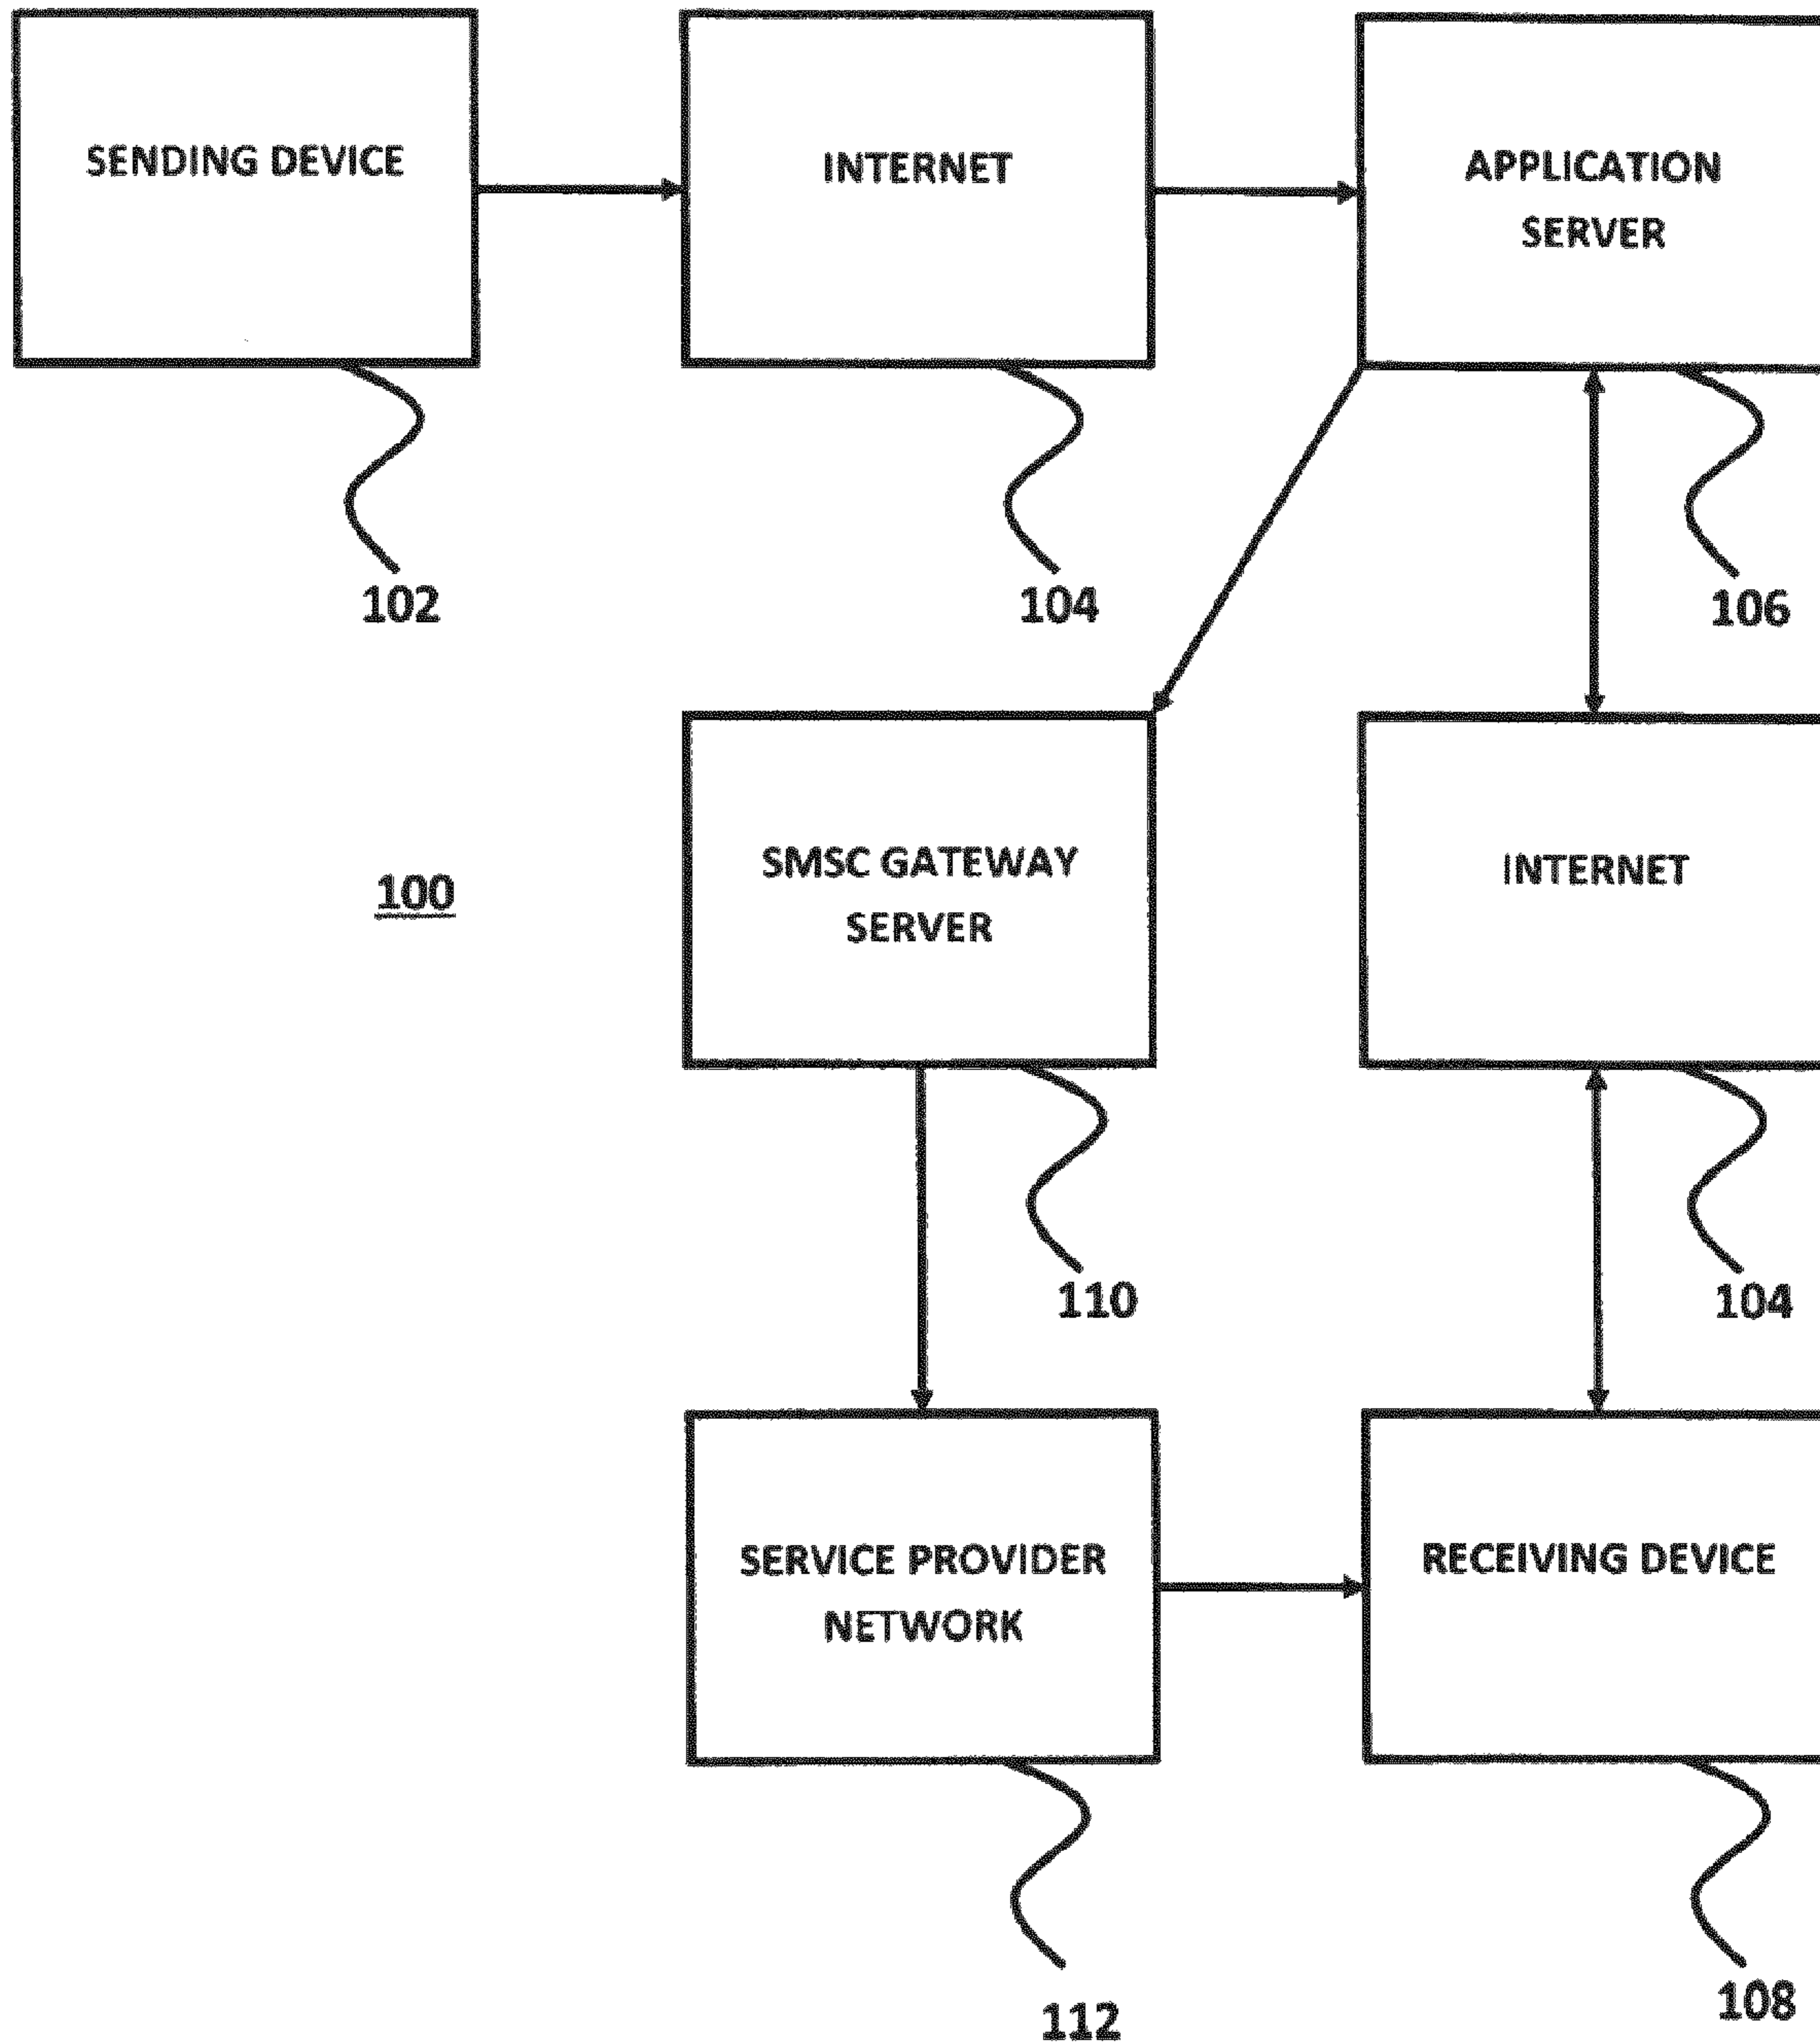 SENDING DEVICE
INTERNET
APPLICATION
SERVER
102
104
106
SMSC GATEWAY
SERVER
INTERNET
100
110
104
SERVICE PROVIDER
NETWORK
RECEIVING DEVICE
112
108